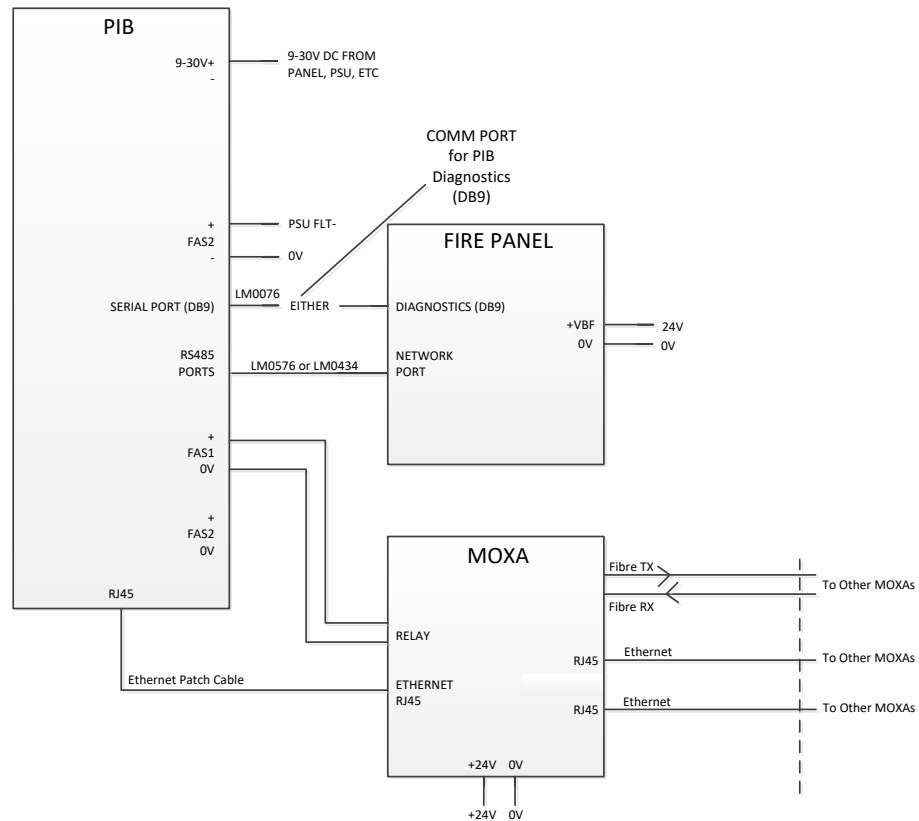 PIB
9-30V+
-
9-30V DC FROM
PANEL, PSU, ETC
COMM PORT
for PIB
Diagnostics
(DB9)
+
FAS2
-
PSU FLT-
0V
SERIAL PORT (DB9)
LM0076
EITHER
RS485
PORTS
LM0576 or LM0434
FIRE PANEL
DIAGNOSTICS (DB9)
NETWORK
PORT
+VBF
0V
24V
0V
+
FAS1
0V
+
FAS2
0V
RJ45
Ethernet Patch Cable
MOXA
RELAY
ETHERNET
RJ45
Fibre TX
Fibre RX
To Other MOXAs
RJ45
Ethernet
To Other MOXAs
RJ45
Ethernet
To Other MOXAs
+24V 0V
+24V 0V